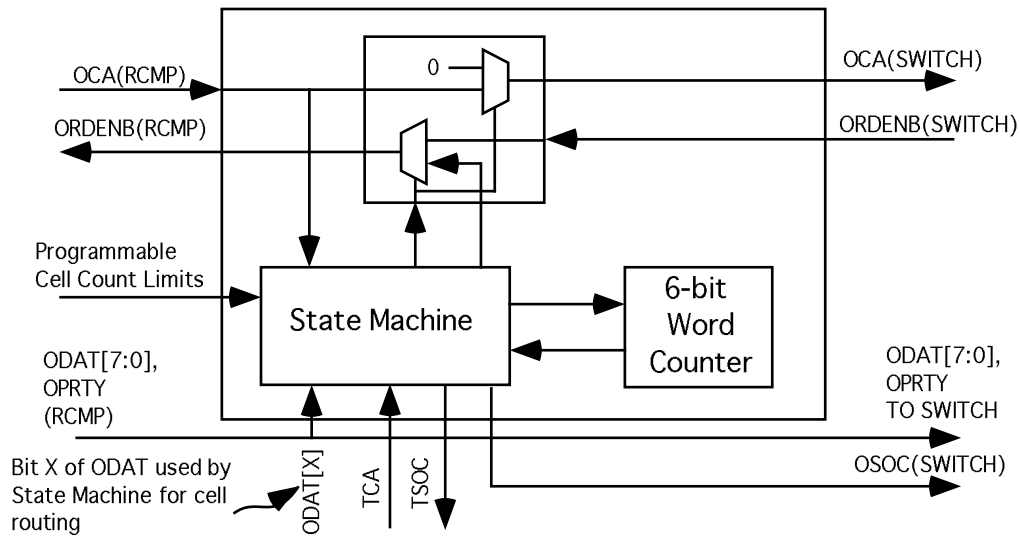 OCA(RCMP)
0
OCA(SWITCH)
ORDENB(RCMP)
ORDENB(SWITCH)
Programmable
Cell Count Limits
State Machine
6-bit
Word
Counter
ODAT[7:0],
OPRTY
(RCMP)
ODAT[7:0],
OPRTY
TO SWITCH
Bit X of ODAT used by
State Machine for cell
routing
ODAT[X]
TCA
TSOC
OSOC(SWITCH)